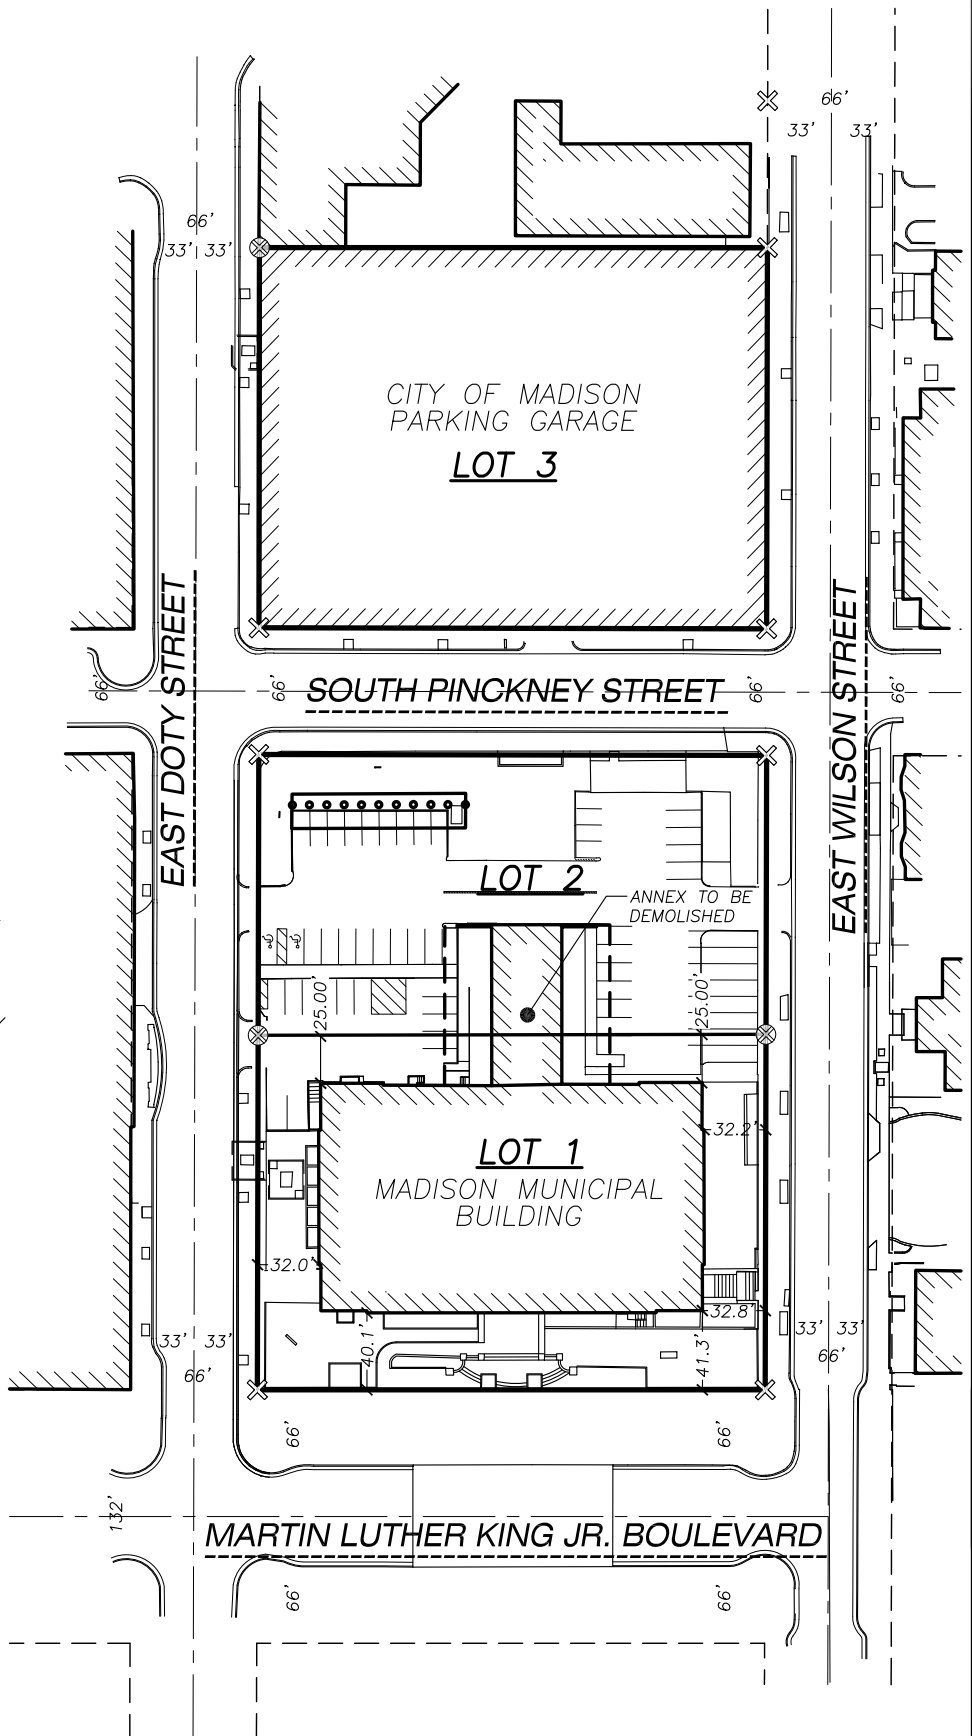 66'
33' 33'
66'
33' 33'
CITY OF MADISON
PARKING GARAGE
LOT 3
EAST DOTY STREET
EAST WILSON STREET
66'
66'
SOUTH PINCKNEY STREET
66'
66'
LOT 2
ANNEX TO BE
DEMOLISHED
25.00'
25.00'
32.2'
LOT 1
MADISON MUNICIPAL
BUILDING
32.0'
32.8'
33' 33'
66'
40.1'
41.3'
33' 33'
66'
66'
66'
132'
MARTIN LUTHER KING JR. BOULEVARD
66'
66'